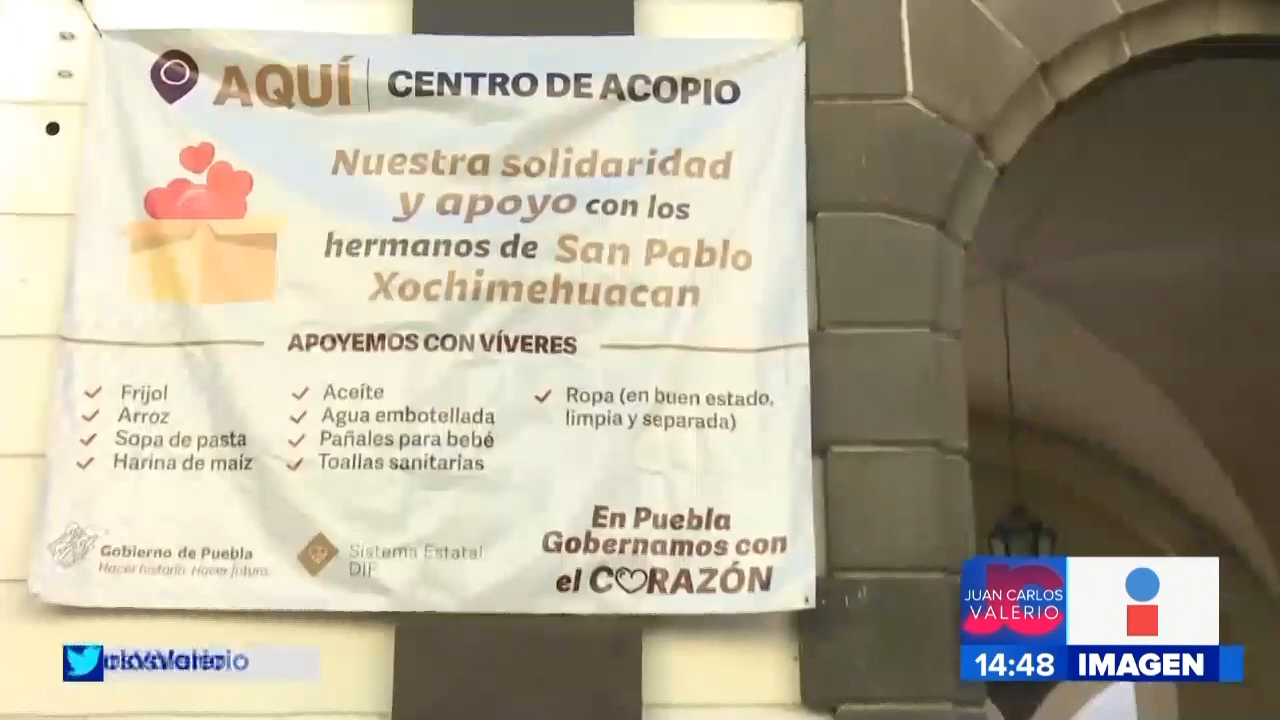 AQUÍ CENTRO DE ACOPIO
Nuestra solidaridad
y apoyo con los
hermanos de San Pablo
Xochimehuacan
APOYEMOS CON VÍVERES
Frijol
Arroz
Sopa de pasta
Harina de maíz
Aceite
Agua embotellada
Pañales para bebé
Toallas sanitarias
Ropa (en buen estado,
limpia y separada)
Gobierno de Puebla
Hacer historia. Hacer futuro.
Sistema Estatal
DIF
En Puebla
Gobernamos con
el CORAZÓN
JUAN CARLOS
VALERIO
14:48 IMAGEN